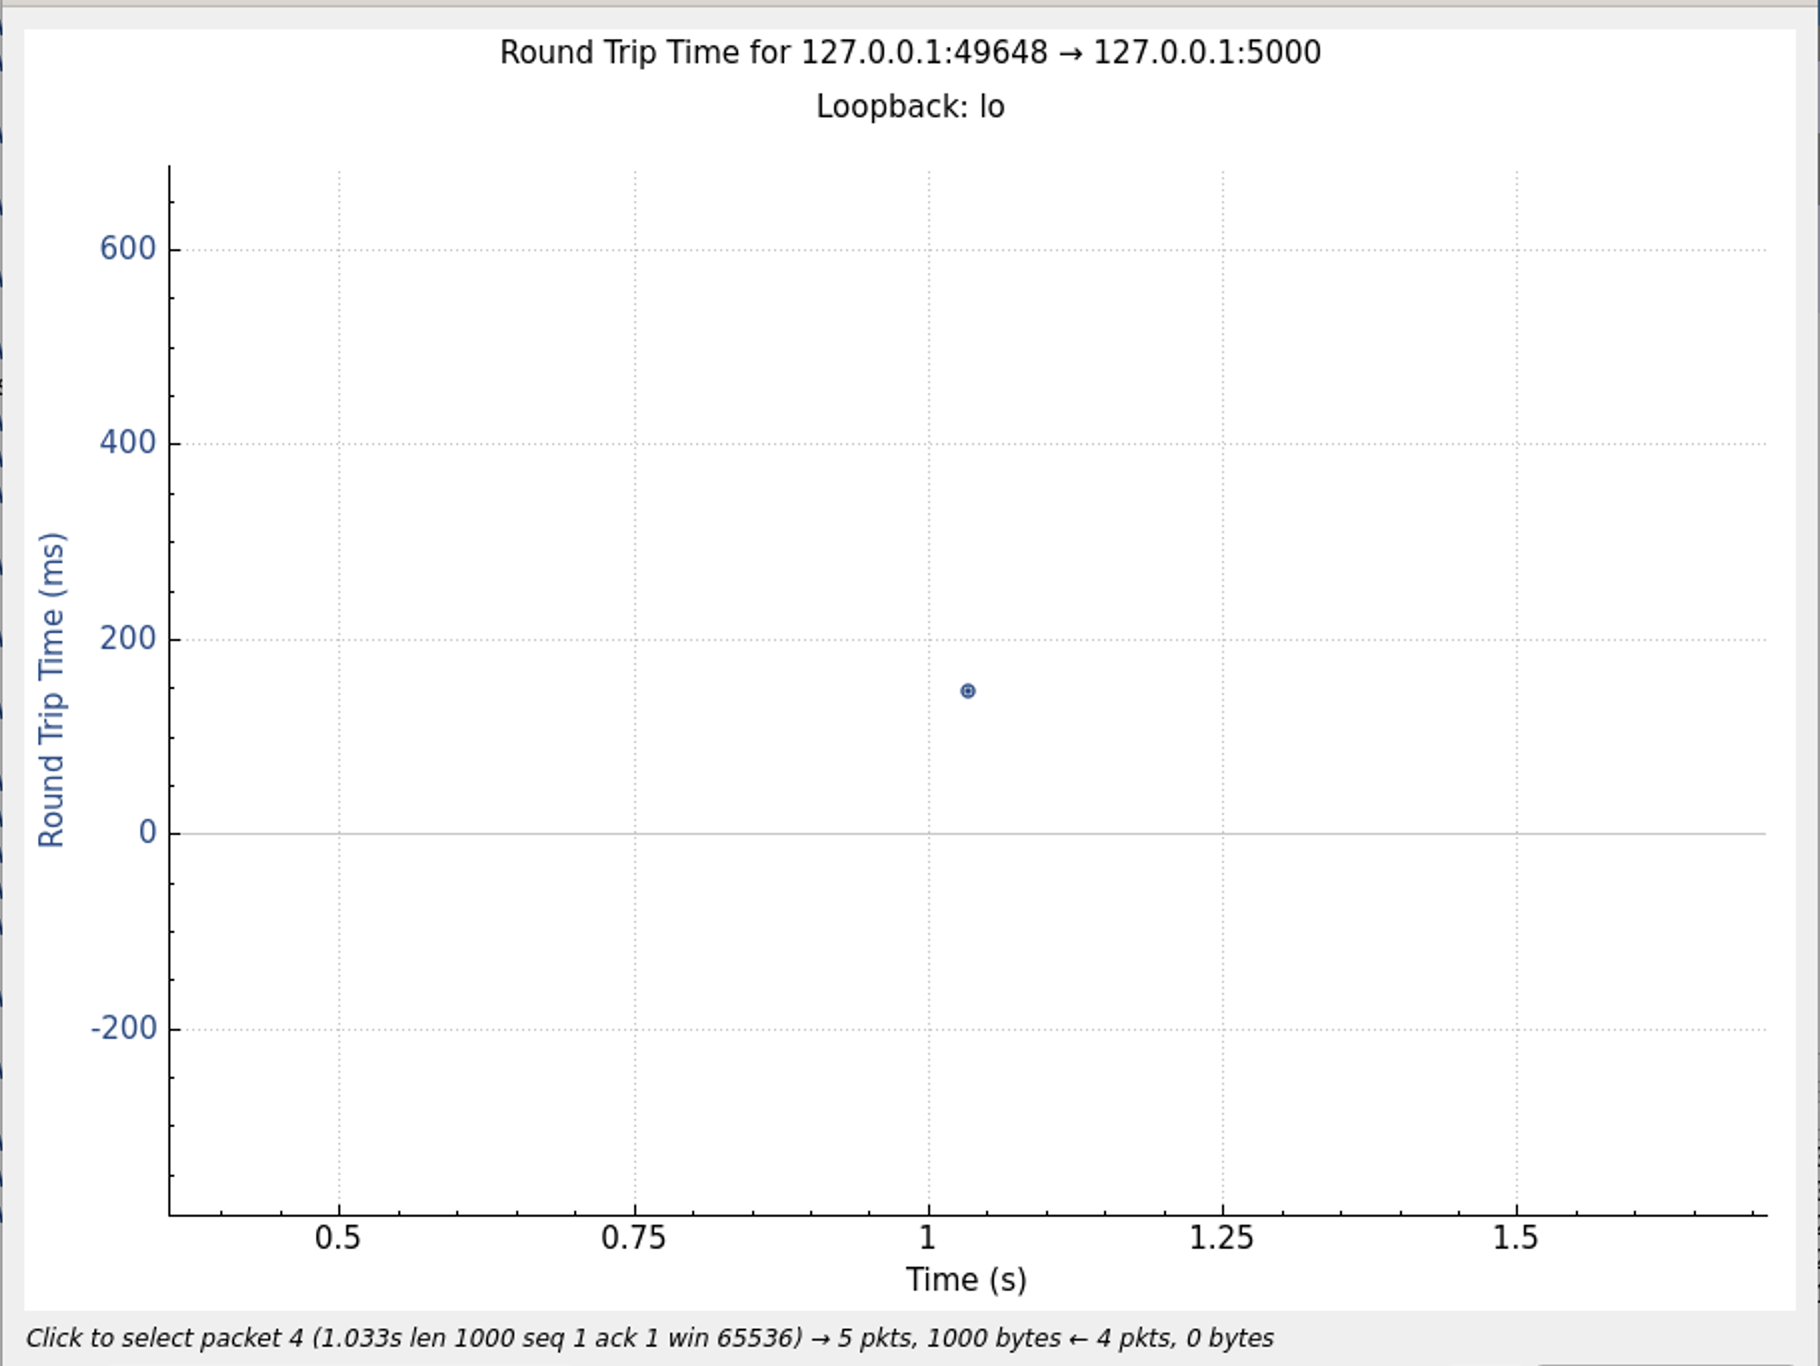 Round Trip Time for 127.0.0.1:49648 → 127.0.0.1:5000
Loopback: lo
Round Trip Time (ms)
600
400
200
0
-200
0.5 0.75 1 1.25 1.5
Time (s)
Click to select packet 4 (1.033s len 1000 seq 1 ack 1 win 65536) → 5 pkts, 1000 bytes ← 4 pkts, 0 bytes